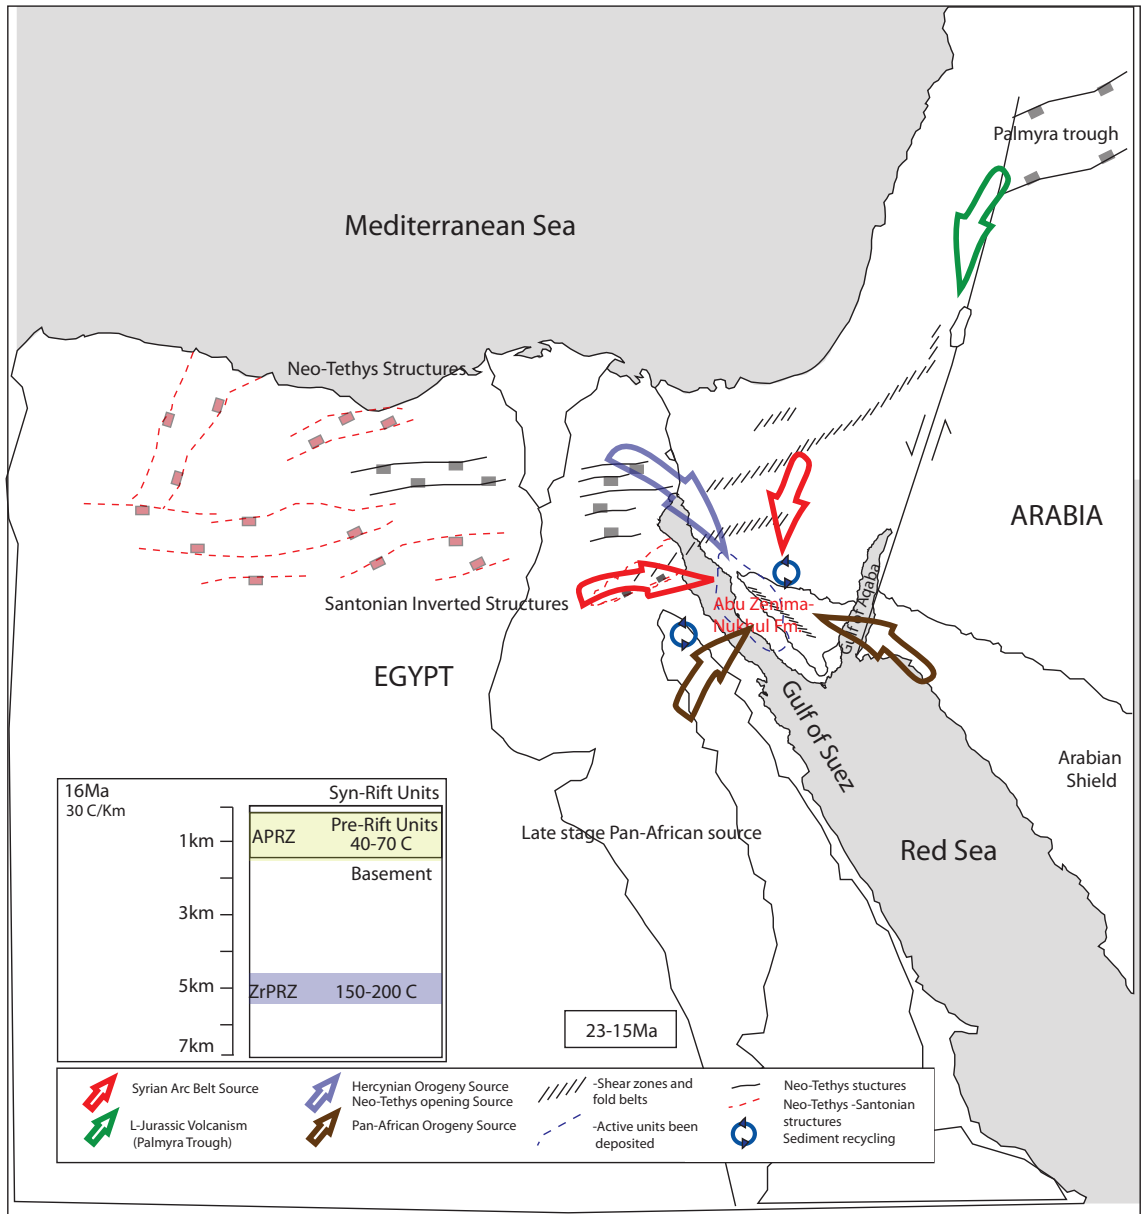 Palmyra trough
Mediterranean Sea
Neo-Tethys Structures
ARABIA
Gulf of Aqaba
Santonian Inverted Structures
Abu Zenima-
Nukhul Fm.
EGYPT
Gulf of Suez
Arabian
Shield
Late stage Pan-African source
Red Sea
16Ma
30 C/Km
Syn-Rift Units
1km
APRZ
Pre-Rift Units
40-70 C
Basement
3km
5km
ZrPRZ
150-200 C
7km
23-15Ma
Syrian Arc Belt Source
L-Jurassic Volcanism
(Palmyra Trough)
Hercynian Orogeny Source
Neo-Tethys opening Source
Pan-African Orogeny Source
-Shear zones and
fold belts
-Active units been
deposited
Neo-Tethys stuctures
Neo-Tethys -Santonian
structures
Sediment recycling